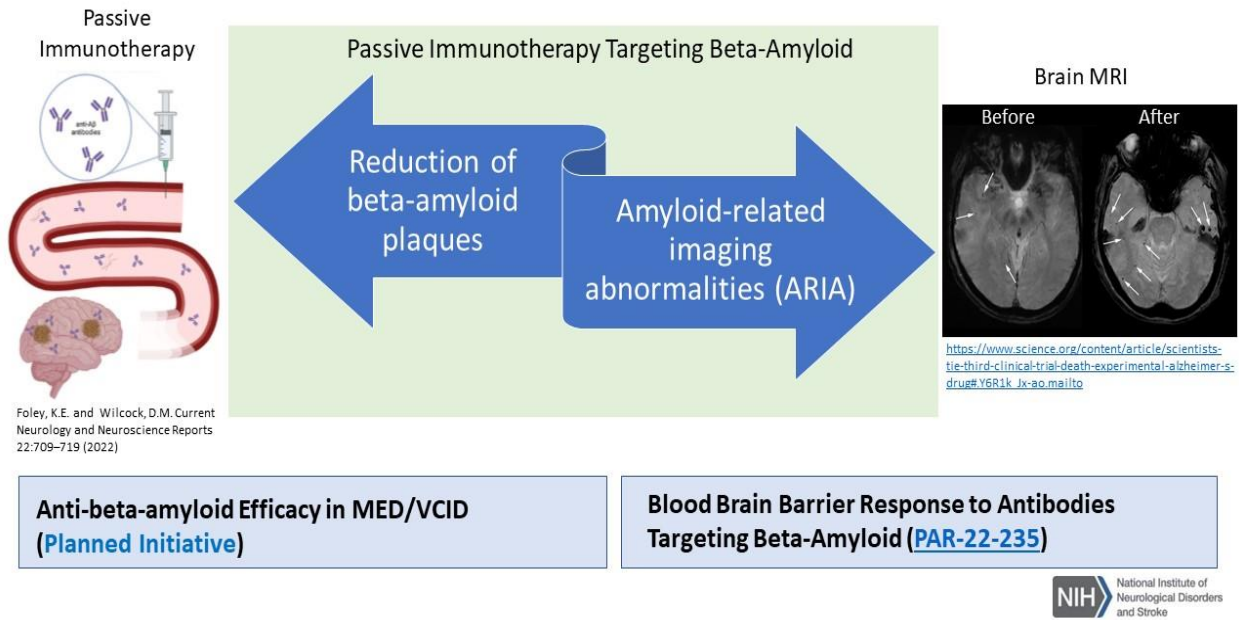 Passive
Immunotherapy
anti-Aβ
antibodies
Foley, K.E. and Wilcock, D.M. Current
Neurology and Neuroscience Reports
22:709–719 (2022)
Passive Immunotherapy Targeting Beta-Amyloid
Reduction of
beta-amyloid
plaques
Amyloid-related
imaging
abnormalities (ARIA)
Brain MRI
Before
After
https://www.science.org/content/article/scientists-
tie-third-clinical-trial-death-experimental-alzheimer-s-
drug#.Y6R1k_Jx-ao.mailto
Anti-beta-amyloid Efficacy in MED/VCID
(Planned Initiative)
Blood Brain Barrier Response to Antibodies
Targeting Beta-Amyloid (PAR-22-235)
NIH
National Institute of
Neurological Disorders
and Stroke